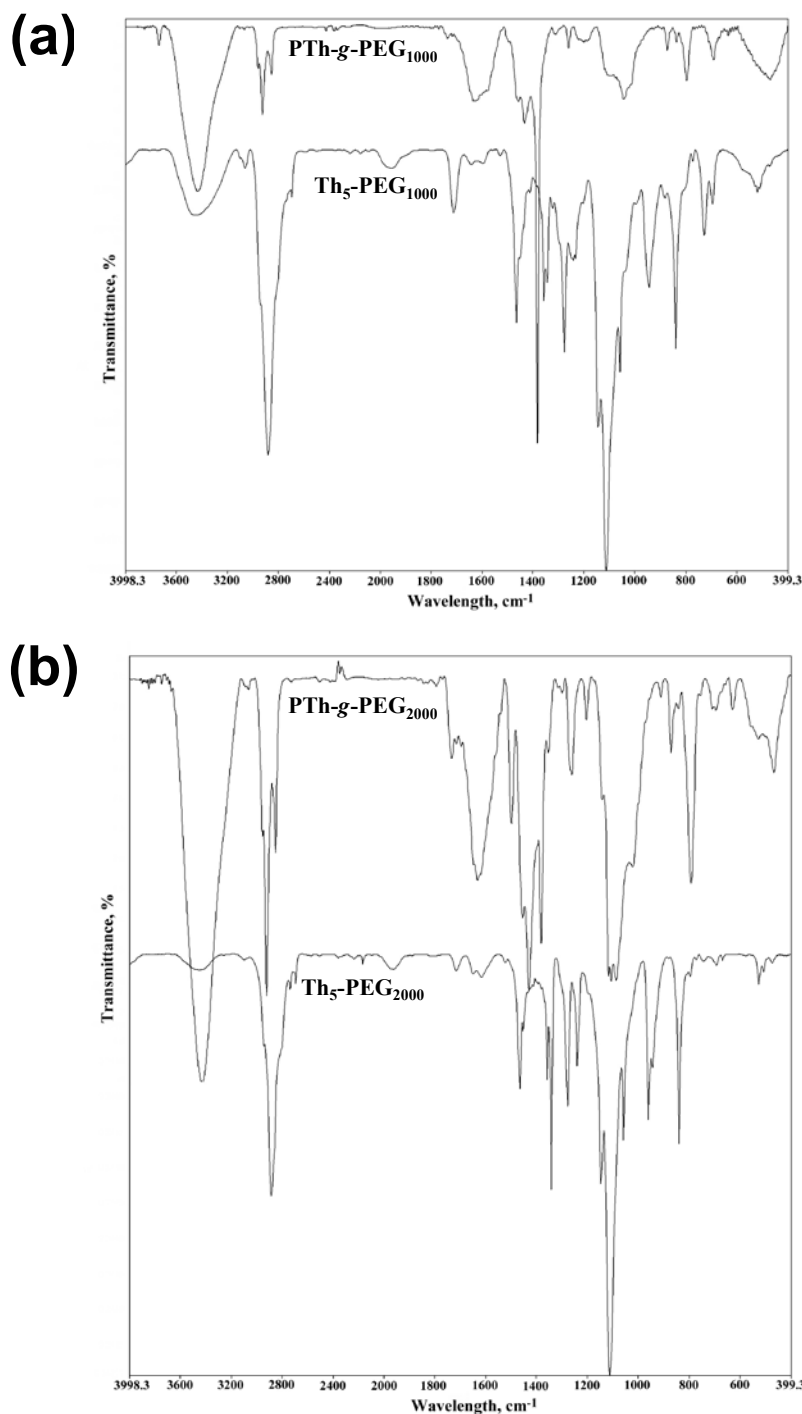 (a)
PTh-g-PEG1000
Th5-PEG1000
Transmittance, %
3998.3 3600 3200 2800 2400 2000 1800 1600 1400 1200 1000 800 600 399.3
Wavelength, cm-1
(b)
PTh-g-PEG2000
Th5-PEG2000
Transmittance, %
3998.3 3600 3200 2800 2400 2000 1800 1600 1400 1200 1000 800 600 399.3
Wavelength, cm-1